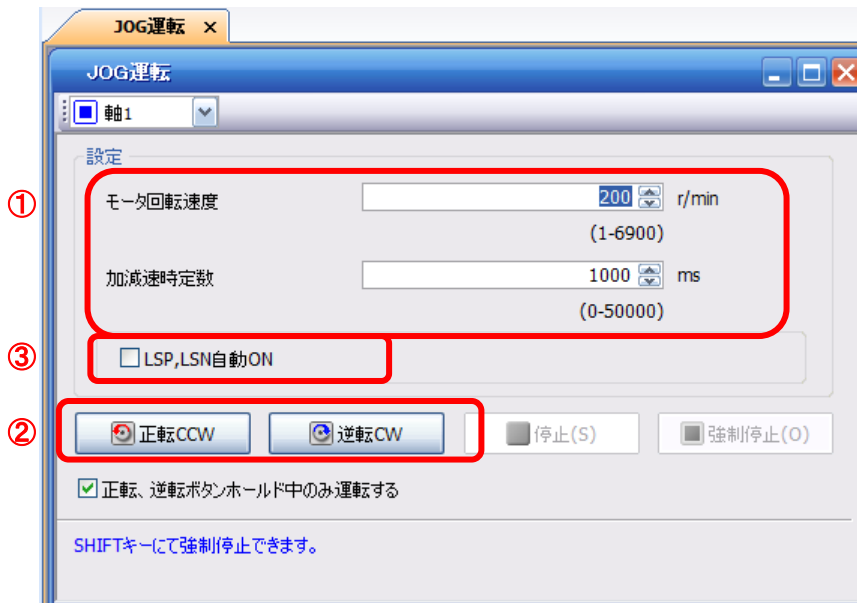 JOG運転 ×
JOG運転
軸1
設定
①
モータ回転速度 200 r/min
(1-6900)
加減速時定数 1000 ms
(0-50000)
③
LSP,LSN自動ON
②
正転CCW 逆転CW 停止(S) 強制停止(O)
正転、逆転ボタンホールド中のみ運転する
SHIFTキーにて強制停止できます。